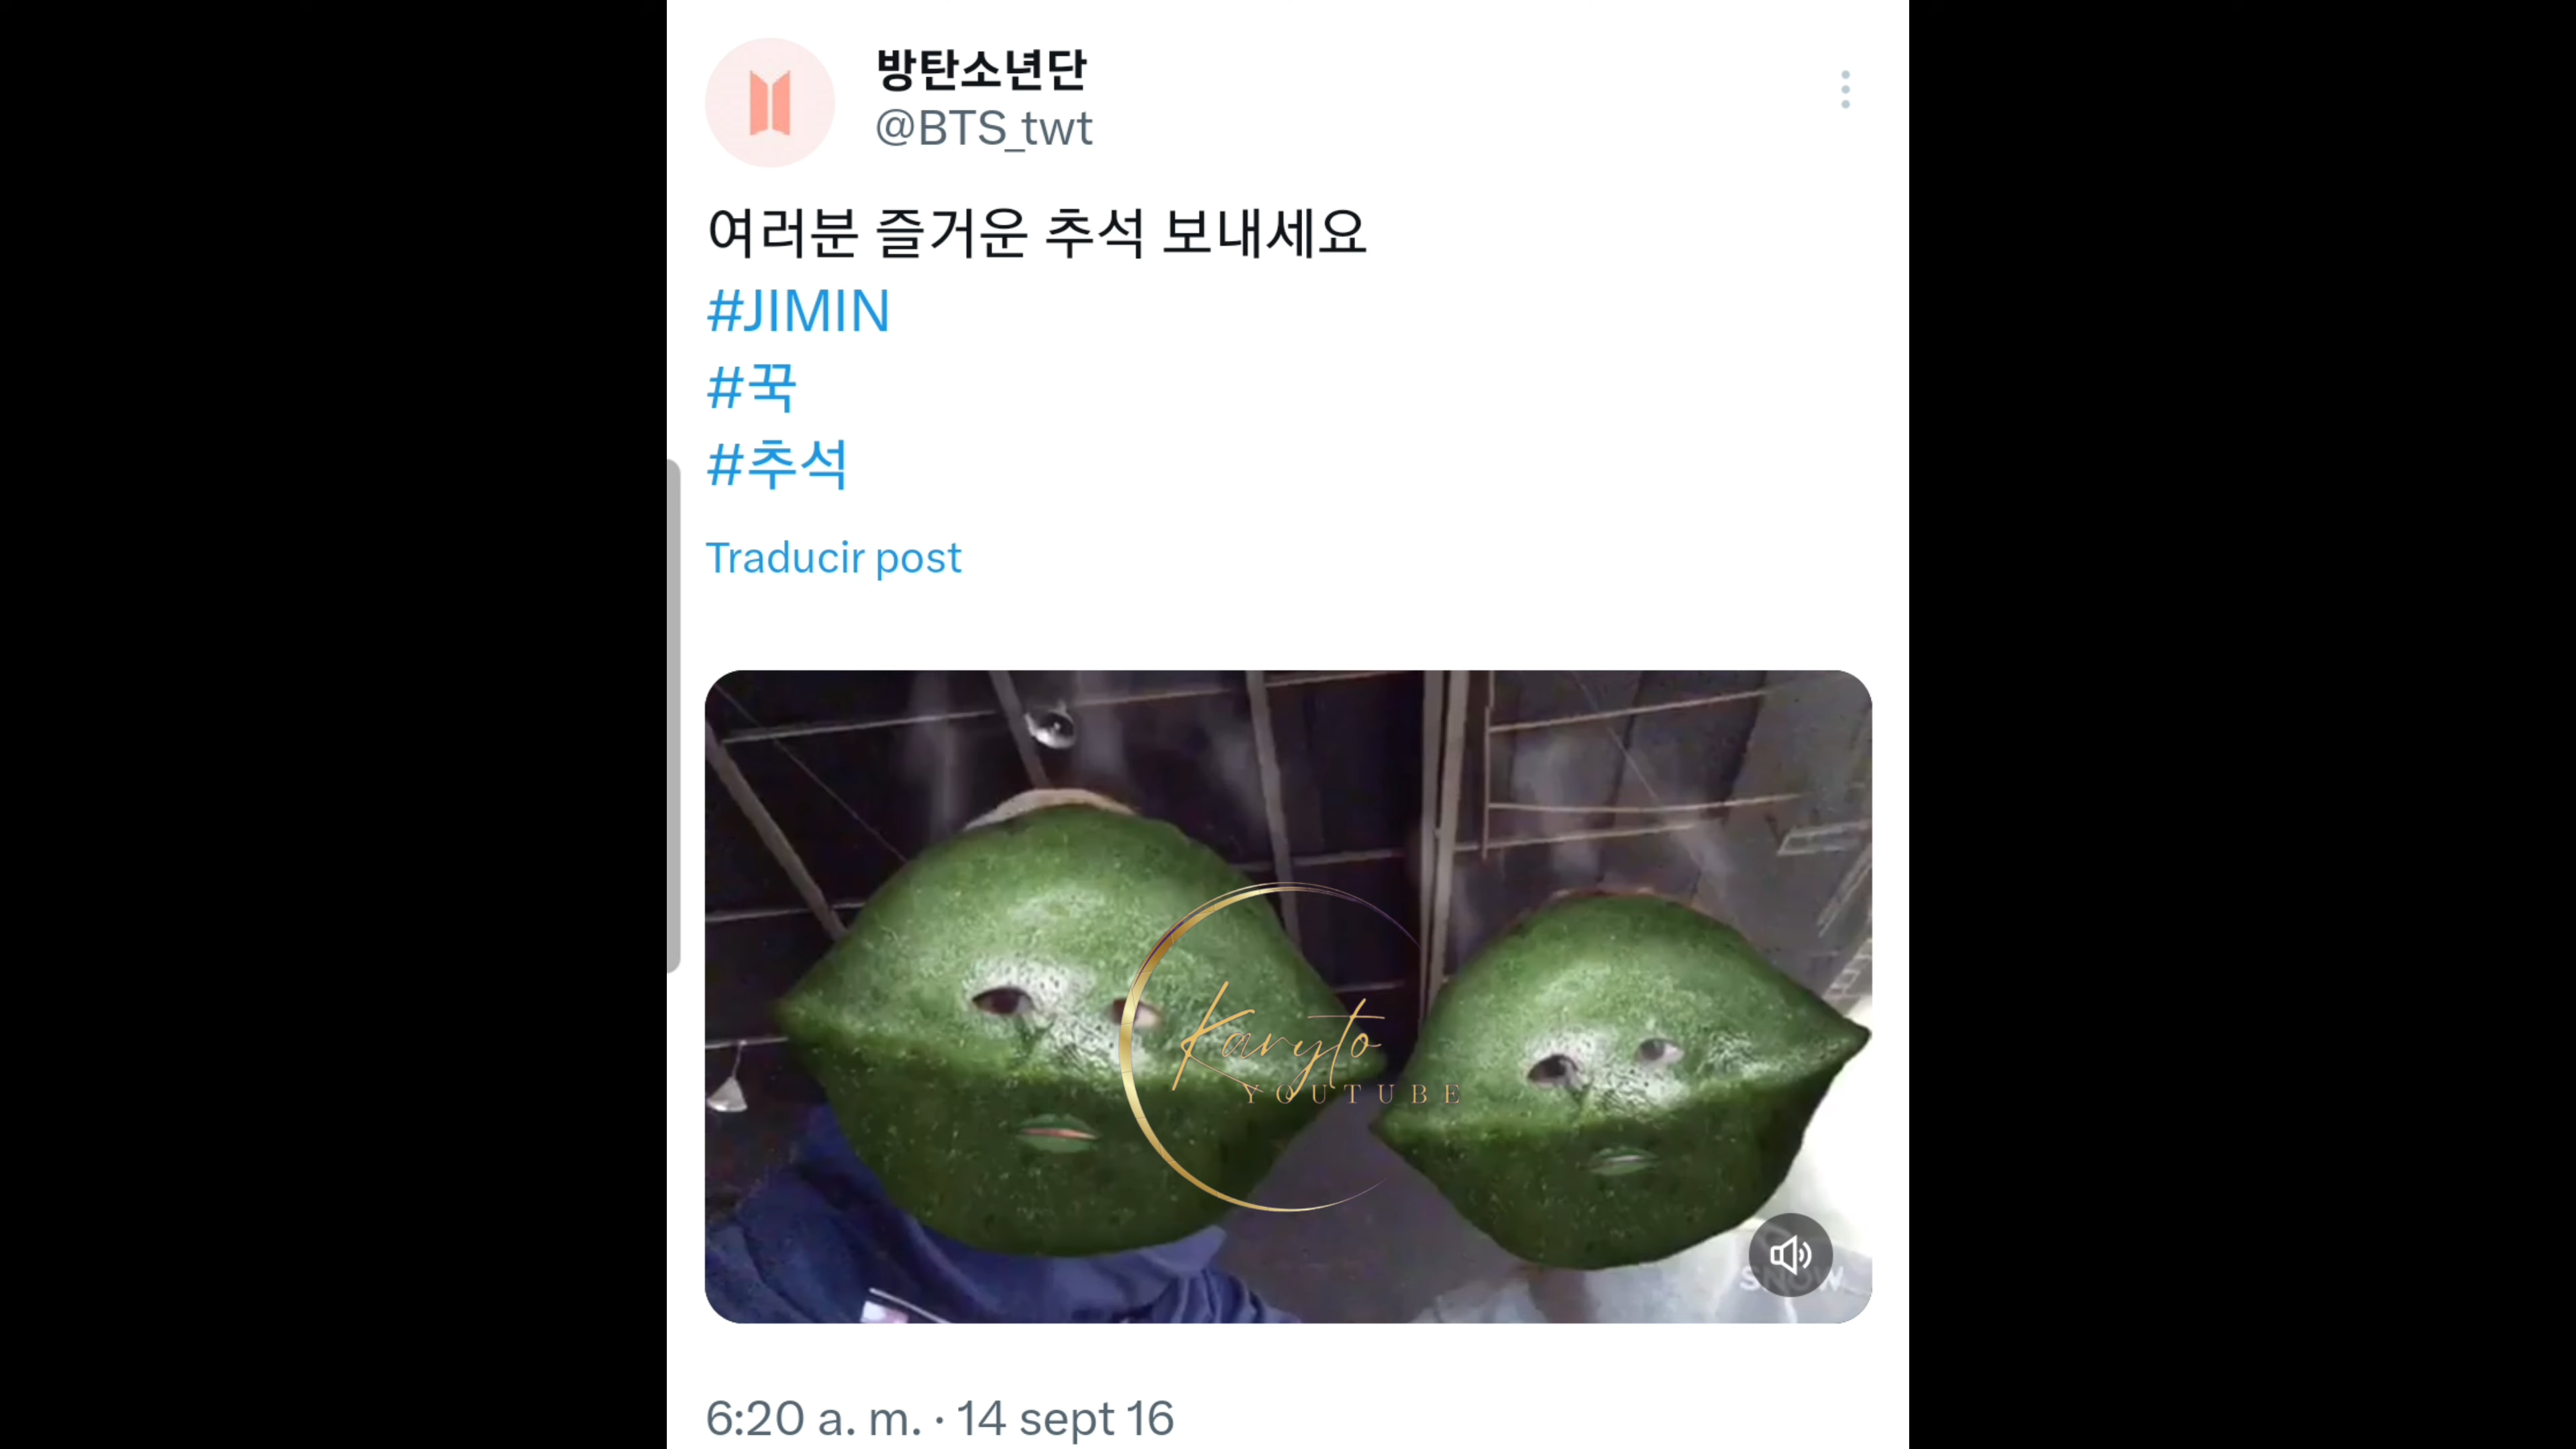 방탄소년단
@BTS_twt
여러분 즐거운 추석 보내세요
#JIMIN
#꾹
#추석
Traducir post
Karyto
YOUTUBE
SNOW
6:20 a. m. · 14 sept 16